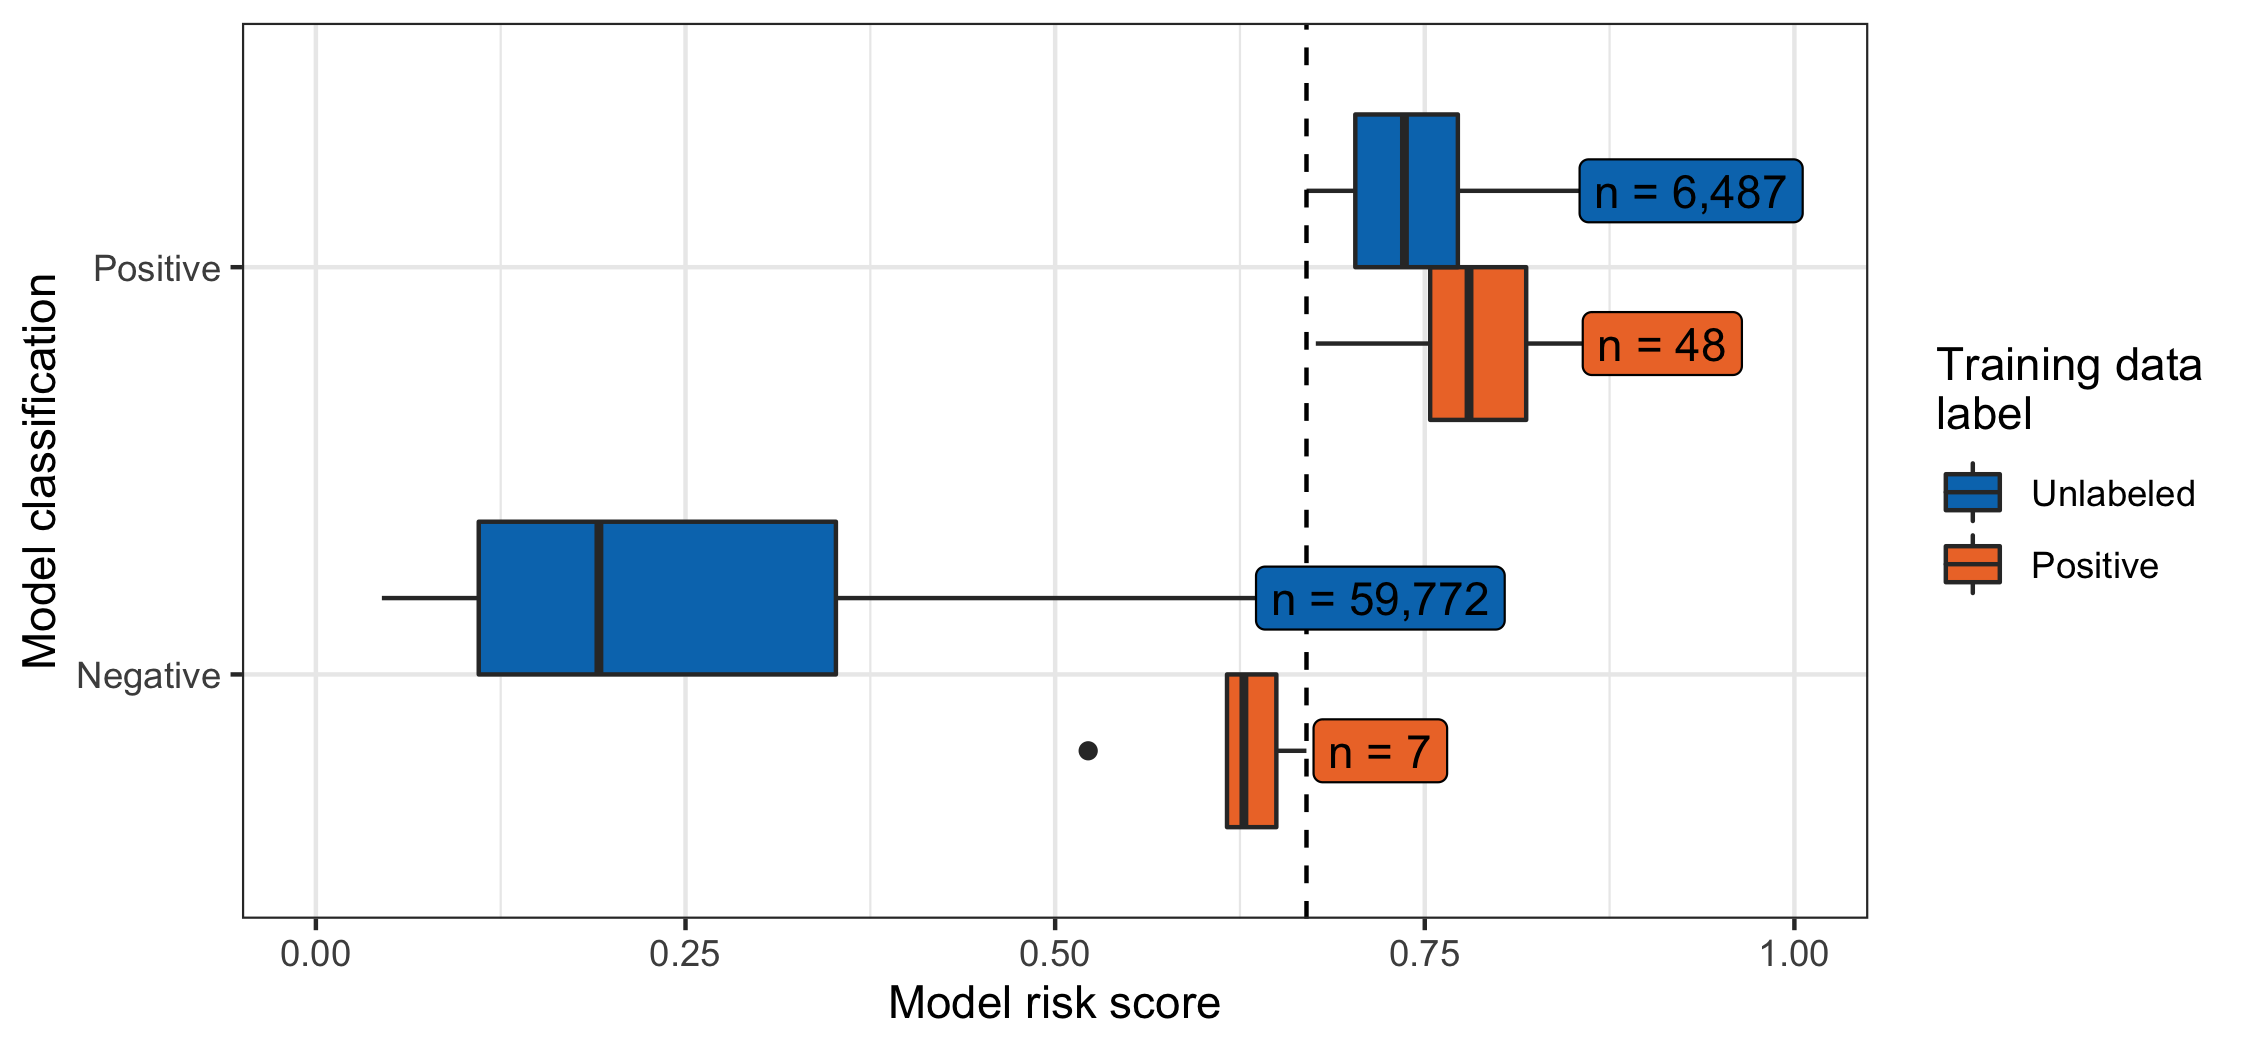 Model classification
Positive
Negative
n = 6,487
n = 48
n = 59,772
n = 7
0.00
0.25
0.50
0.75
1.00
Model risk score
Training data
label
Unlabeled
Positive